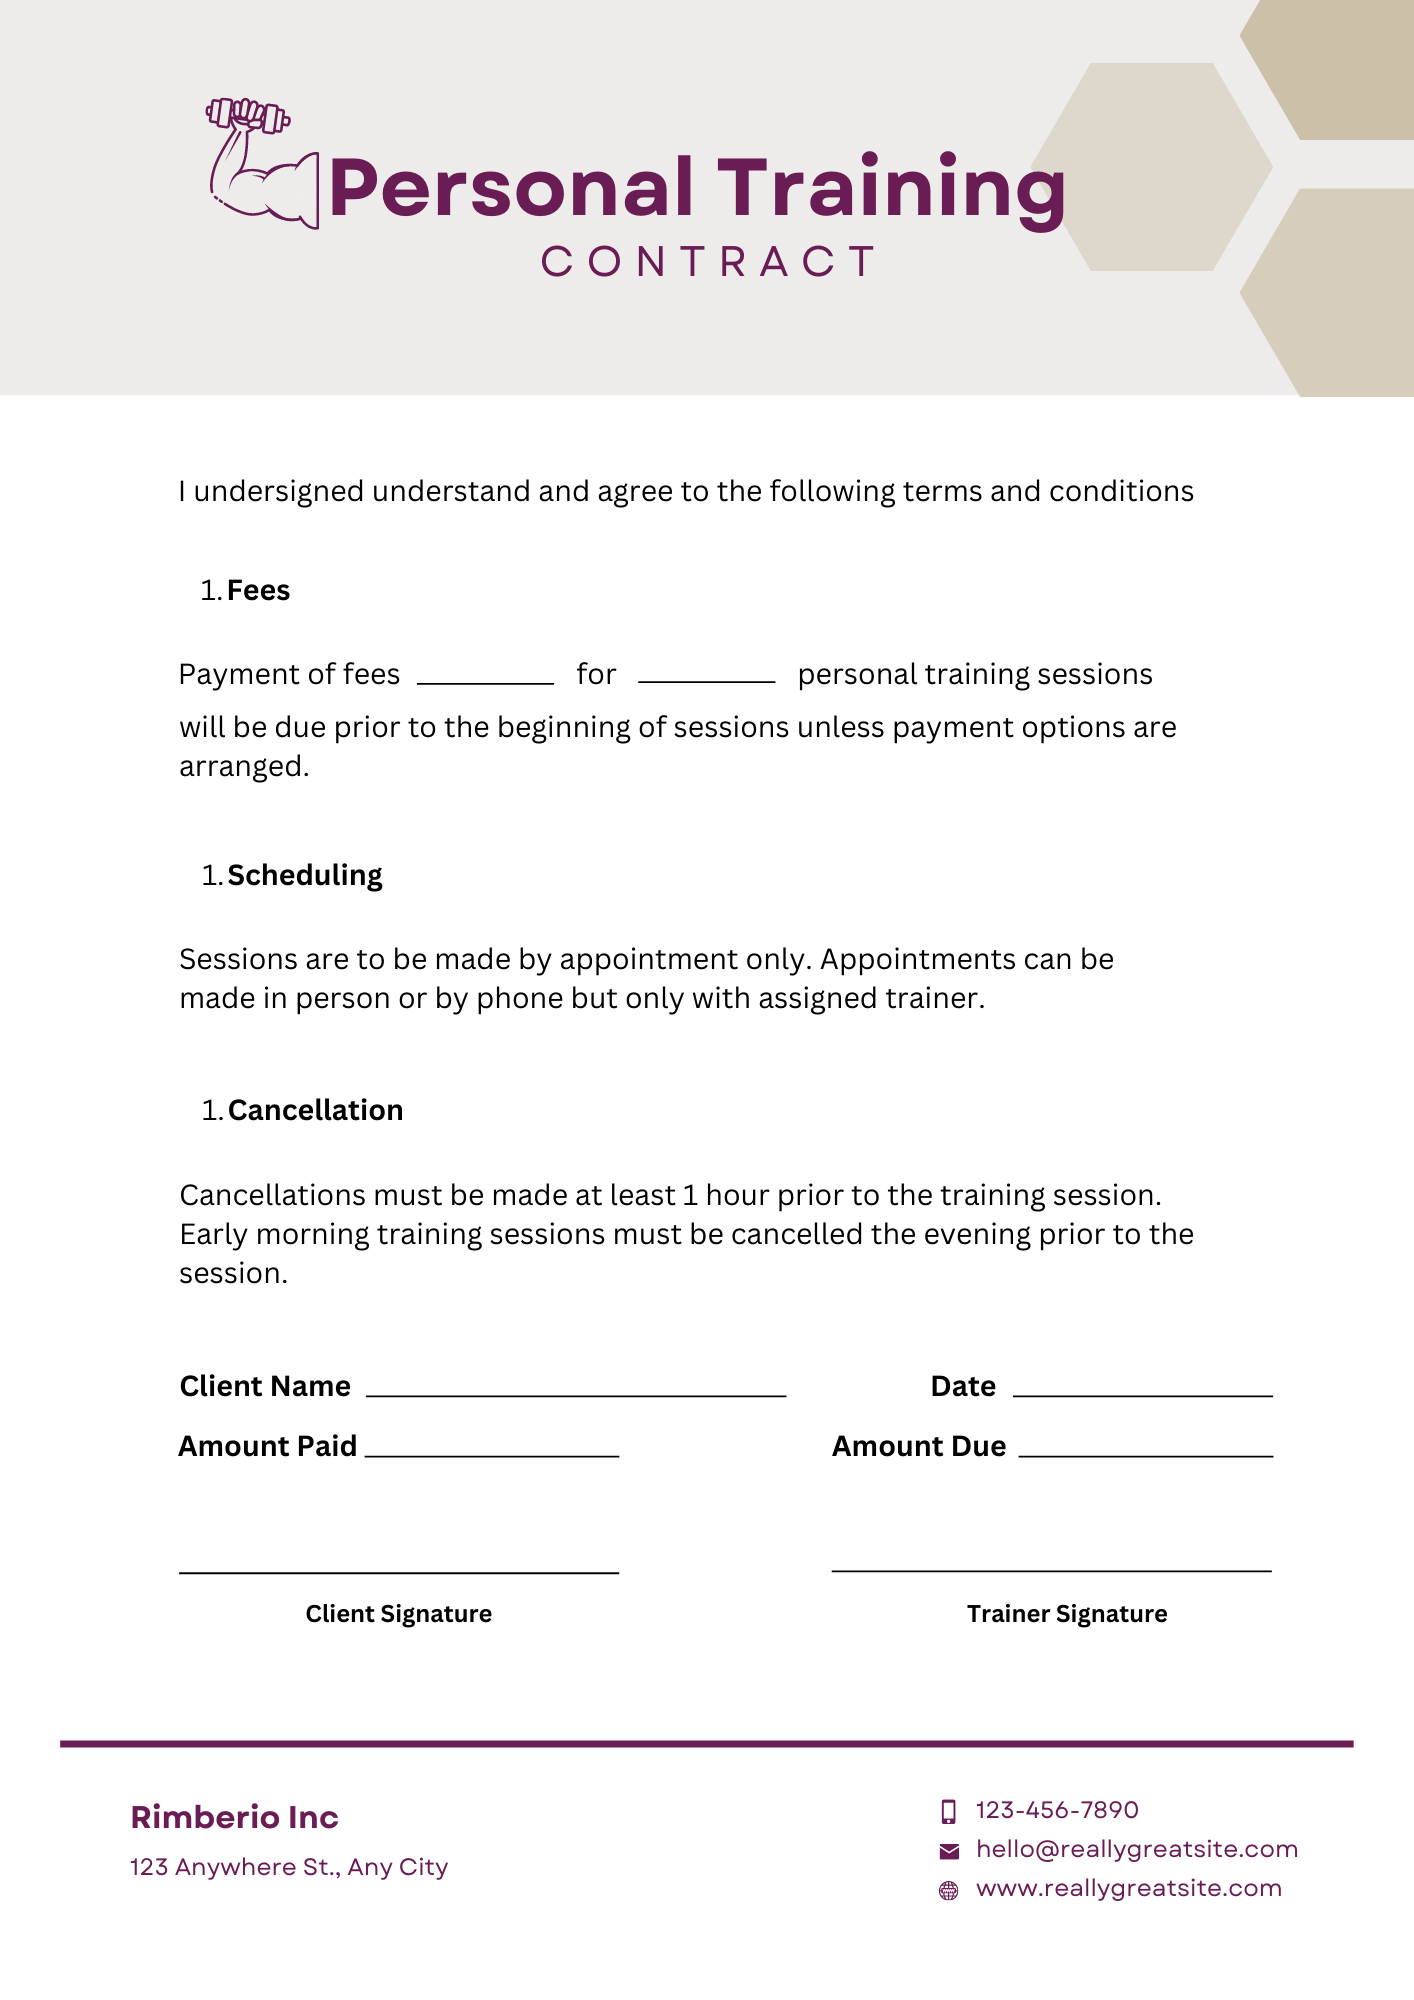 Personal Training
CONTRACT
I undersigned understand and agree to the following terms and conditions
1. Fees
Payment of fees __________ for __________ personal training sessions
will be due prior to the beginning of sessions unless payment options are
arranged.
1. Scheduling
Sessions are to be made by appointment only. Appointments can be
made in person or by phone but only with assigned trainer.
1. Cancellation
Cancellations must be made at least 1 hour prior to the training session.
Early morning training sessions must be cancelled the evening prior to the
session.
Client Name ______________________________ Date __________________
Amount Paid __________________ Amount Due __________________
Client Signature Trainer Signature
Rimberio Inc
123 Anywhere St., Any City
123-456-7890
hello@reallygreatsite.com
www.reallygreatsite.com